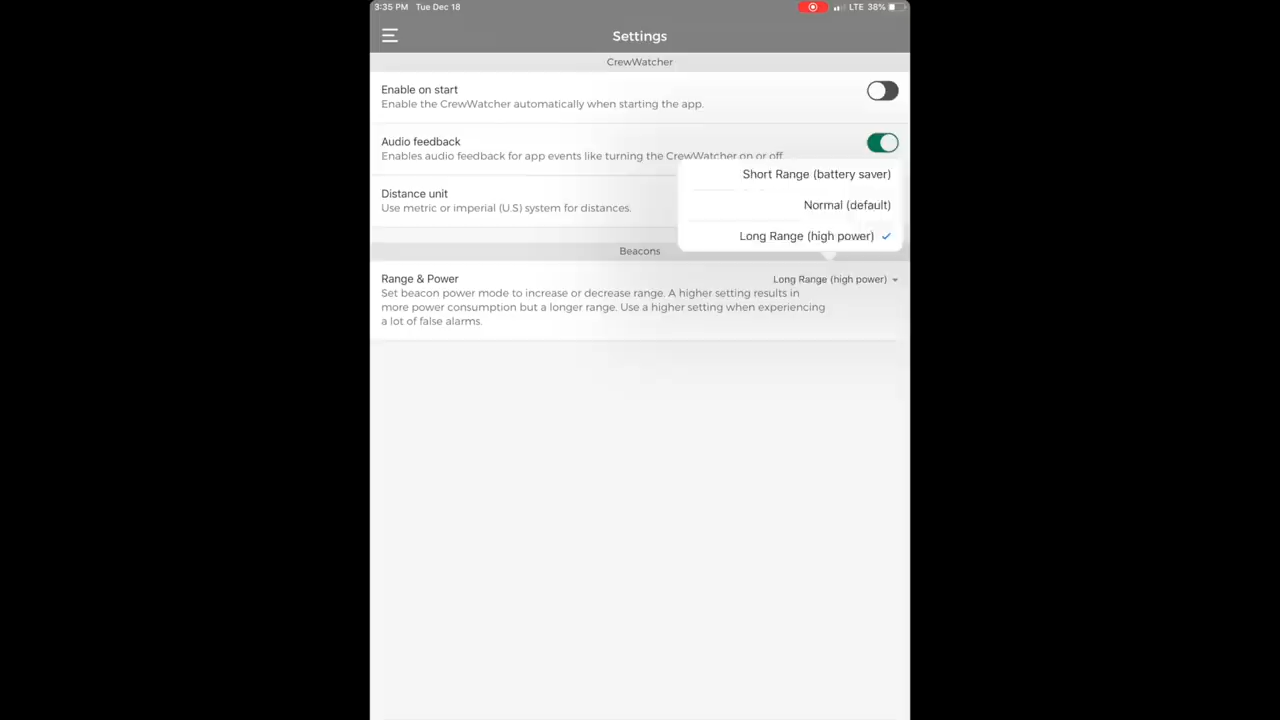 3:35 PM Tue Dec 18
LTE 38%
Settings
CrewWatcher
Enable on start
Enable the CrewWatcher automatically when starting the app.
Audio feedback
Enables audio feedback for app events like turning the CrewWatcher on or off.
Distance unit
Use metric or imperial (U.S) system for distances.
Short Range (battery saver)
Normal (default)
Long Range (high power)
Beacons
Range & Power
Long Range (high power)
Set beacon power mode to increase or decrease range. A higher setting results in
more power consumption but a longer range. Use a higher setting when experiencing
a lot of false alarms.